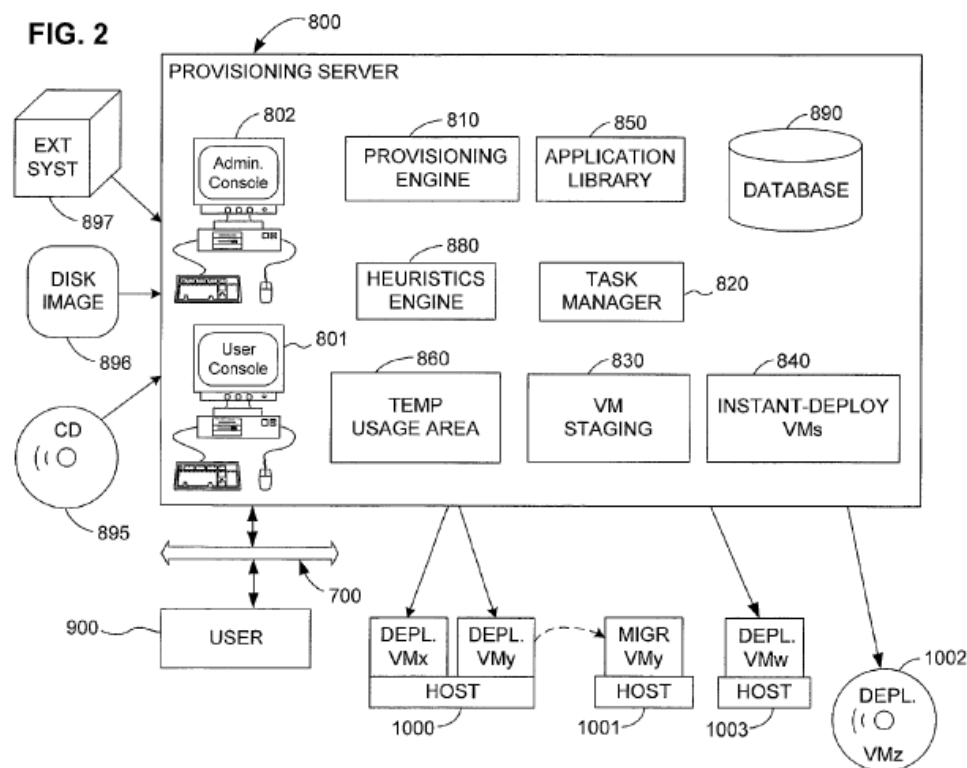 FIG. 2
800
PROVISIONING SERVER
EXT
SYST
897
802
Admin.
Console
810
PROVISIONING
ENGINE
850
APPLICATION
LIBRARY
890
DATABASE
DISK
IMAGE
896
880
HEURISTICS
ENGINE
TASK
MANAGER
820
User
Console
801
860
TEMP
USAGE AREA
830
VM
STAGING
840
INSTANT-DEPLOY
VMs
CD
895
700
900
USER
DEPL.
VMx
DEPL.
VMy
HOST
1000
MIGR
VMy
HOST
1001
DEPL.
VMw
HOST
1003
1002
DEPL.
VMz